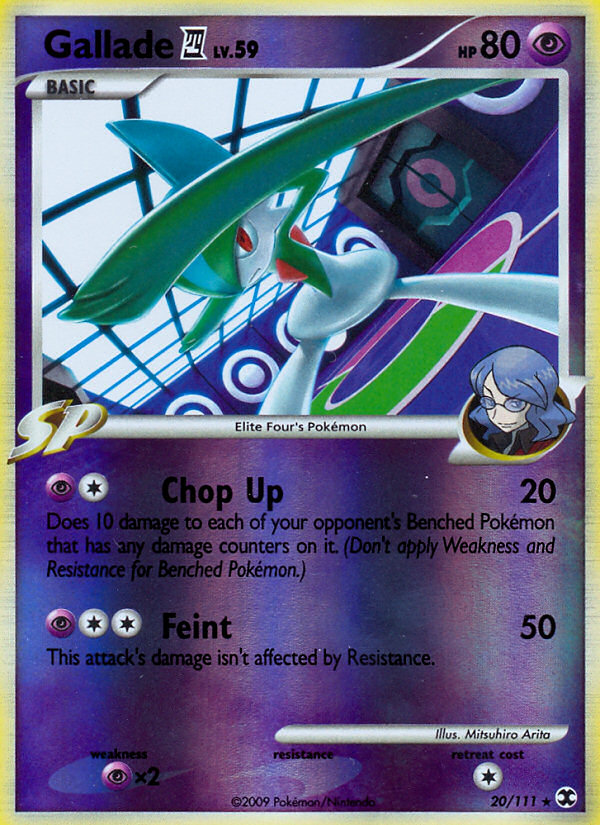 Gallade LV.59 HP 80
BASIC
SP
Elite Four's Pokémon
Chop Up 20
Does 10 damage to each of your opponent's Benched Pokémon
that has any damage counters on it. (Don't apply Weakness and
Resistance for Benched Pokémon.)
Feint 50
This attack's damage isn't affected by Resistance.
Illus. Mitsuhiro Arita
weakness resistance retreat cost
×2
©2009 Pokémon/Nintendo
20/111 ★